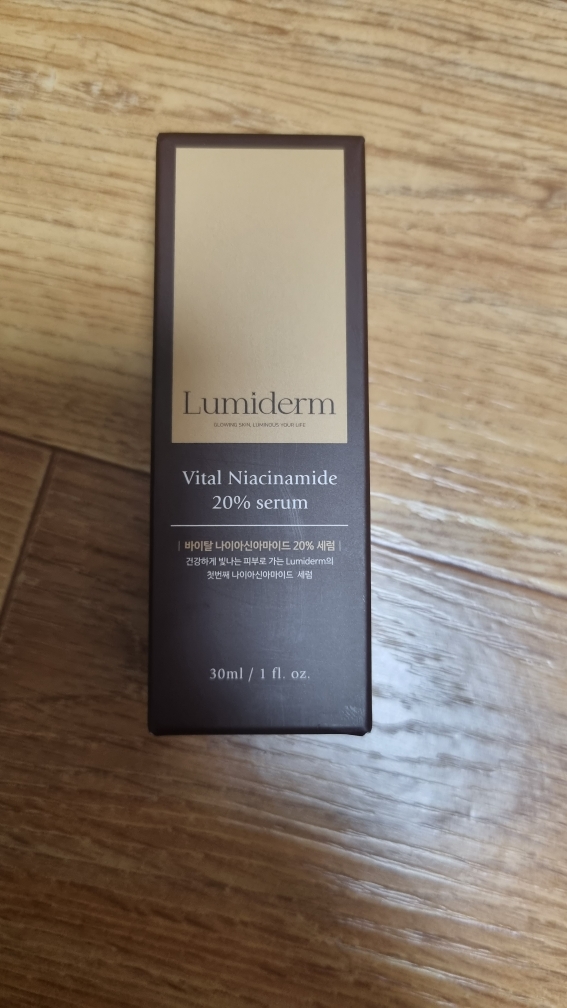 Lumiderm
GLOWING SKIN, LUMINOUS YOUR LIFE
Vital Niacinamide
20% serum
| 바이탈 나이아신아마이드 20% 세럼 |
건강하게 빛나는 피부로 가는 Lumiderm의
첫번째 나이아신아마이드 세럼
30ml / 1 fl. oz.